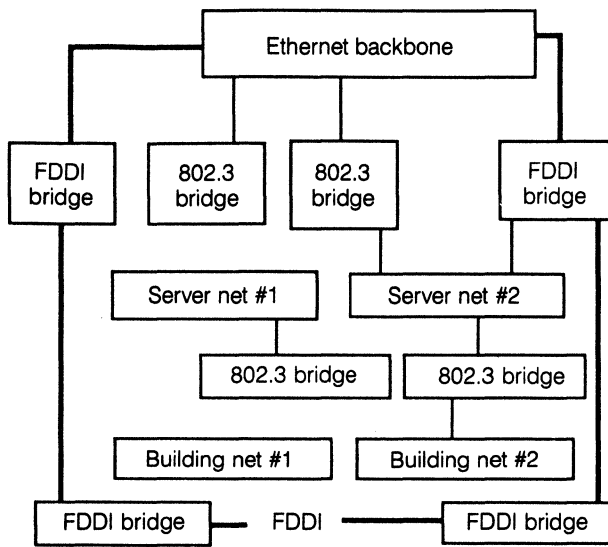 Ethernet backbone
FDDI
bridge
802.3
bridge
802.3
bridge
FDDI
bridge
Server net #1
Server net #2
802.3 bridge
802.3 bridge
Building net #1
Building net #2
FDDI bridge
FDDI
FDDI bridge